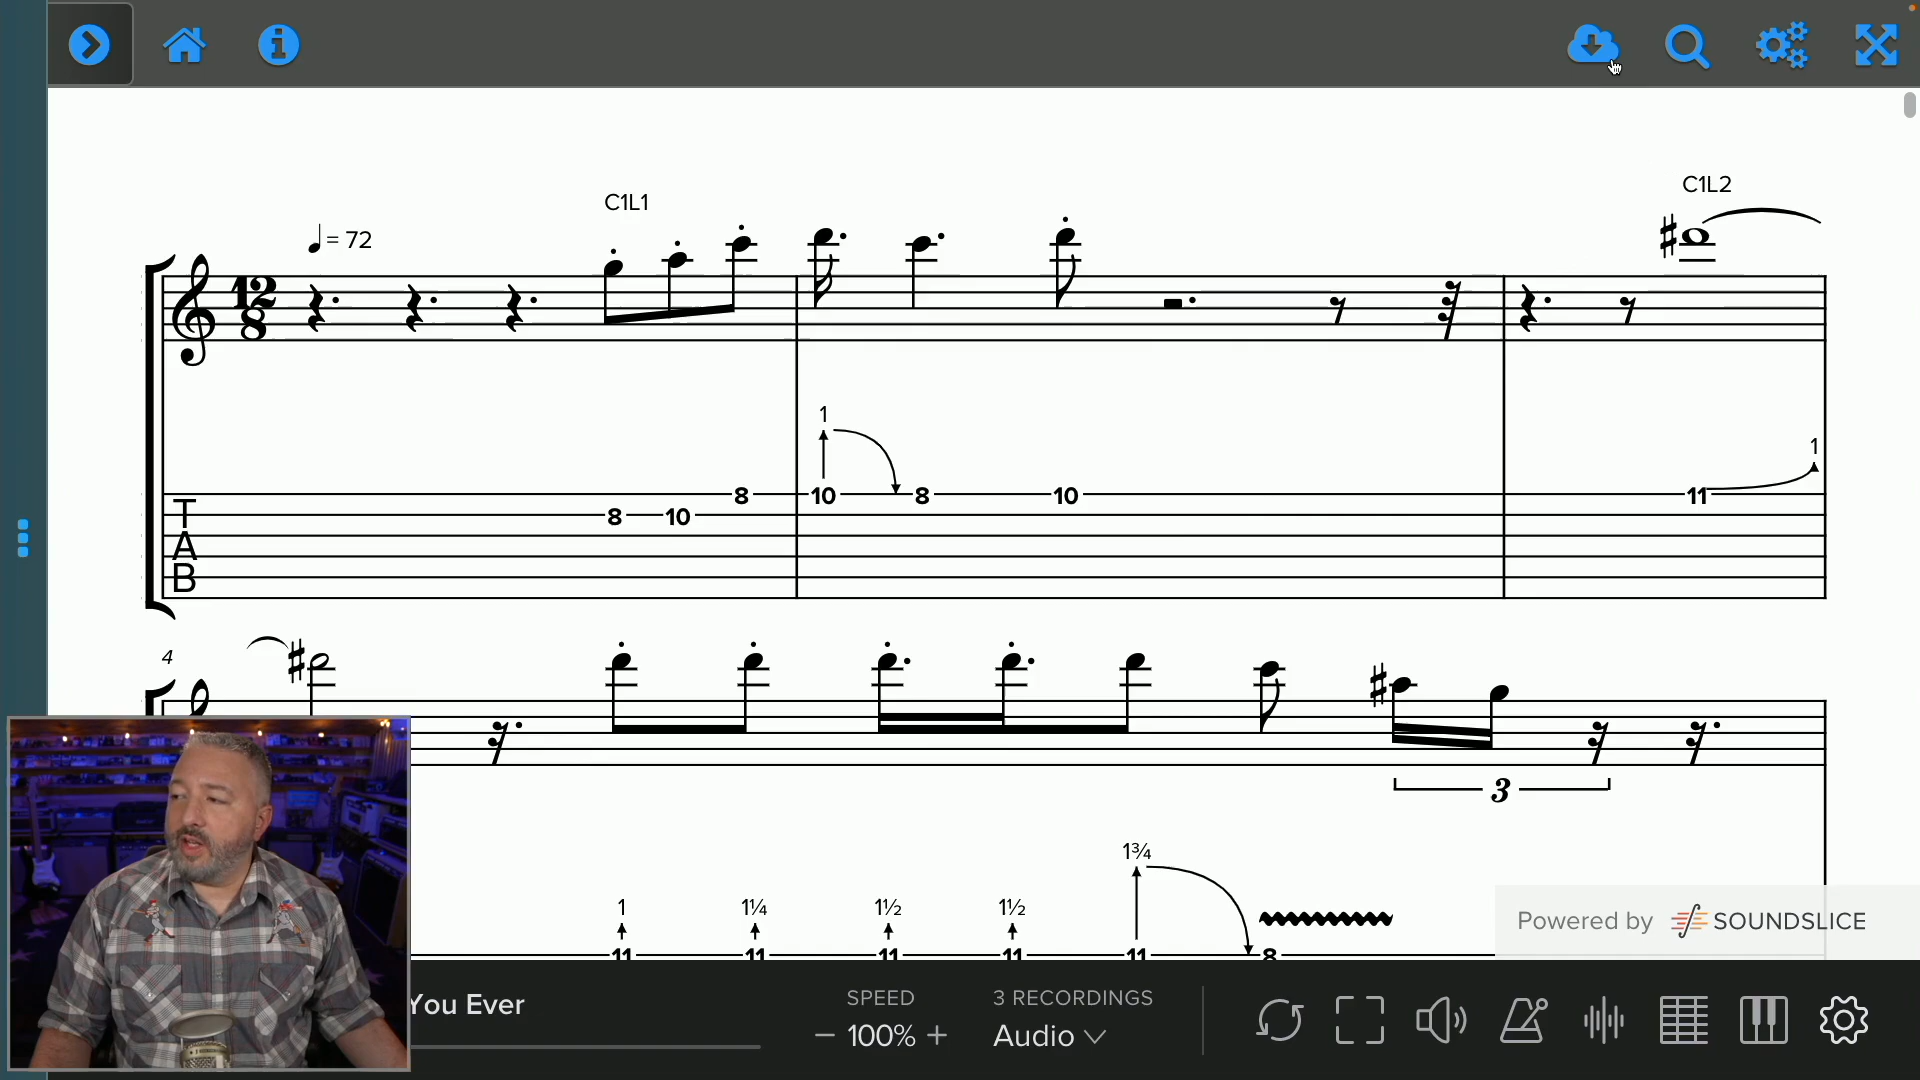 C1L1
C1L2
= 72
12
8
1
1
8
10
8
10
8
10
11
T
A
B
4
3
1¾
1
1¼
1½
1½
11
11
11
11
11
8
Powered by SOUNDSLICE
You Ever
SPEED
3 RECORDINGS
100%
Audio